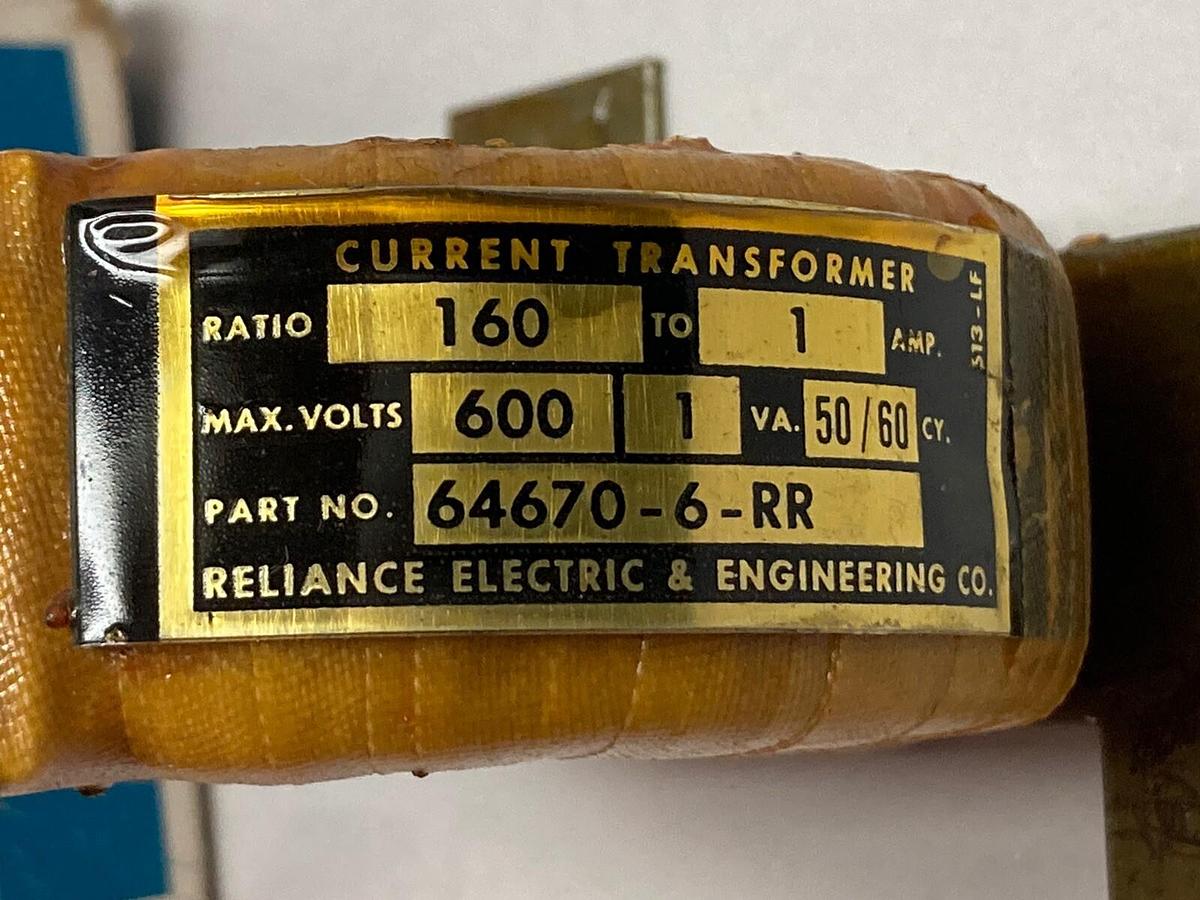 CURRENT TRANSFORMER
RATIO 160 TO 1 AMP.
MAX. VOLTS 600 1 VA. 50/60 CY.
PART NO. 64670-6-RR
RELIANCE ELECTRIC & ENGINEERING CO.
S13-LF